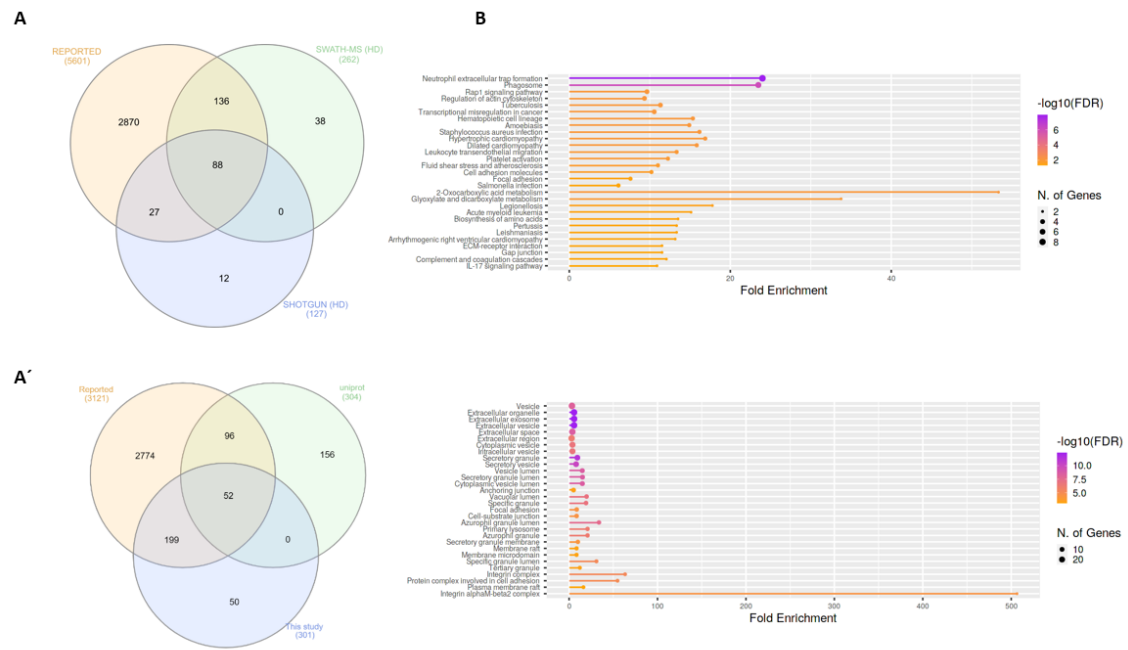 A
REPORTED
(5601)
SWATH-MS (HD)
(262)
136
2870
38
88
27
0
12
SHOTGUN (HD)
(127)
B
Neutrophil extracellular trap formation
Phagosome
Rap1 signaling pathway
Regulation of actin cytoskeleton
Tuberculosis
Transcriptional misregulation in cancer
Hematopoietic cell lineage
Amoebiasis
Staphylococcus aureus infection
Hypertrophic cardiomyopathy
Dilated cardiomyopathy
Leukocyte transendothelial migration
Platelet activation
Fluid shear stress and atherosclerosis
Cell adhesion molecules
Focal adhesion
Salmonella infection
2-Oxocarboxylic acid metabolism
Glyoxylate and dicarboxylate metabolism
Legionellosis
Acute myeloid leukemia
Biosynthesis of amino acids
Pertussis
Leishmaniasis
Arrhythmogenic right ventricular cardiomyopathy
ECM-receptor interaction
Gap junction
Complement and coagulation cascades
IL-17 signaling pathway
0
20
40
Fold Enrichment
-log10(FDR)
6
4
2
N. of Genes
2
4
6
8
A´
Reported
(3121)
uniprot
(304)
96
2774
156
52
199
0
50
This study
(301)
Vesicle
Extracellular organelle
Extracellular exosome
Extracellular vesicle
Extracellular space
Extracellular region
Cytoplasmic vesicle
Intracellular vesicle
Secretory granule
Secretory vesicle
Vesicle lumen
Secretory granule lumen
Cytoplasmic vesicle lumen
Anchoring junction
Vacuolar lumen
Specific granule
Focal adhesion
Cell-substrate junction
Azurophil granule lumen
Primary lysosome
Azurophil granule
Secretory granule membrane
Membrane raft
Membrane microdomain
Specific granule lumen
Tertiary granule
Integrin complex
Protein complex involved in cell adhesion
Plasma membrane raft
Integrin alphaM-beta2 complex
0
100
200
300
400
500
Fold Enrichment
-log10(FDR)
10.0
7.5
5.0
N. of Genes
10
20